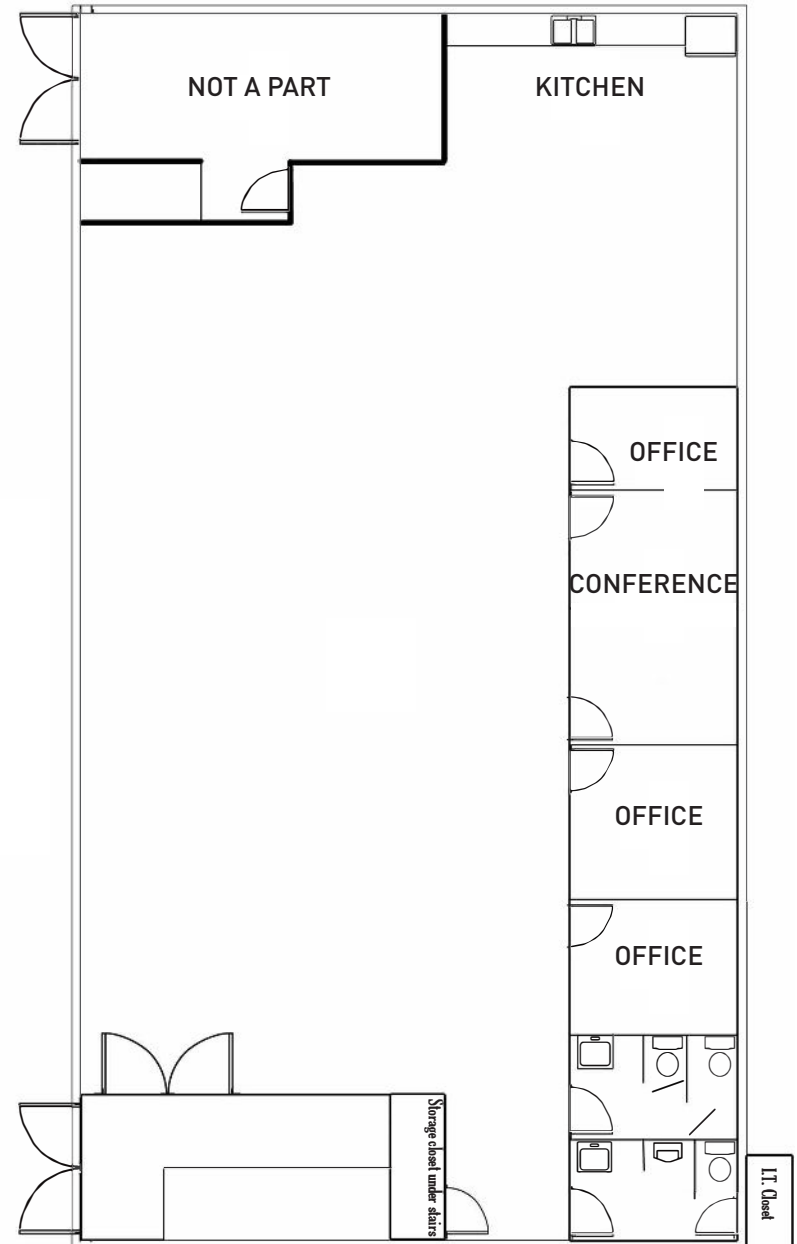 NOT A PART
KITCHEN
OFFICE
CONFERENCE
OFFICE
OFFICE
Storage closet under stairs
I.T. Closet